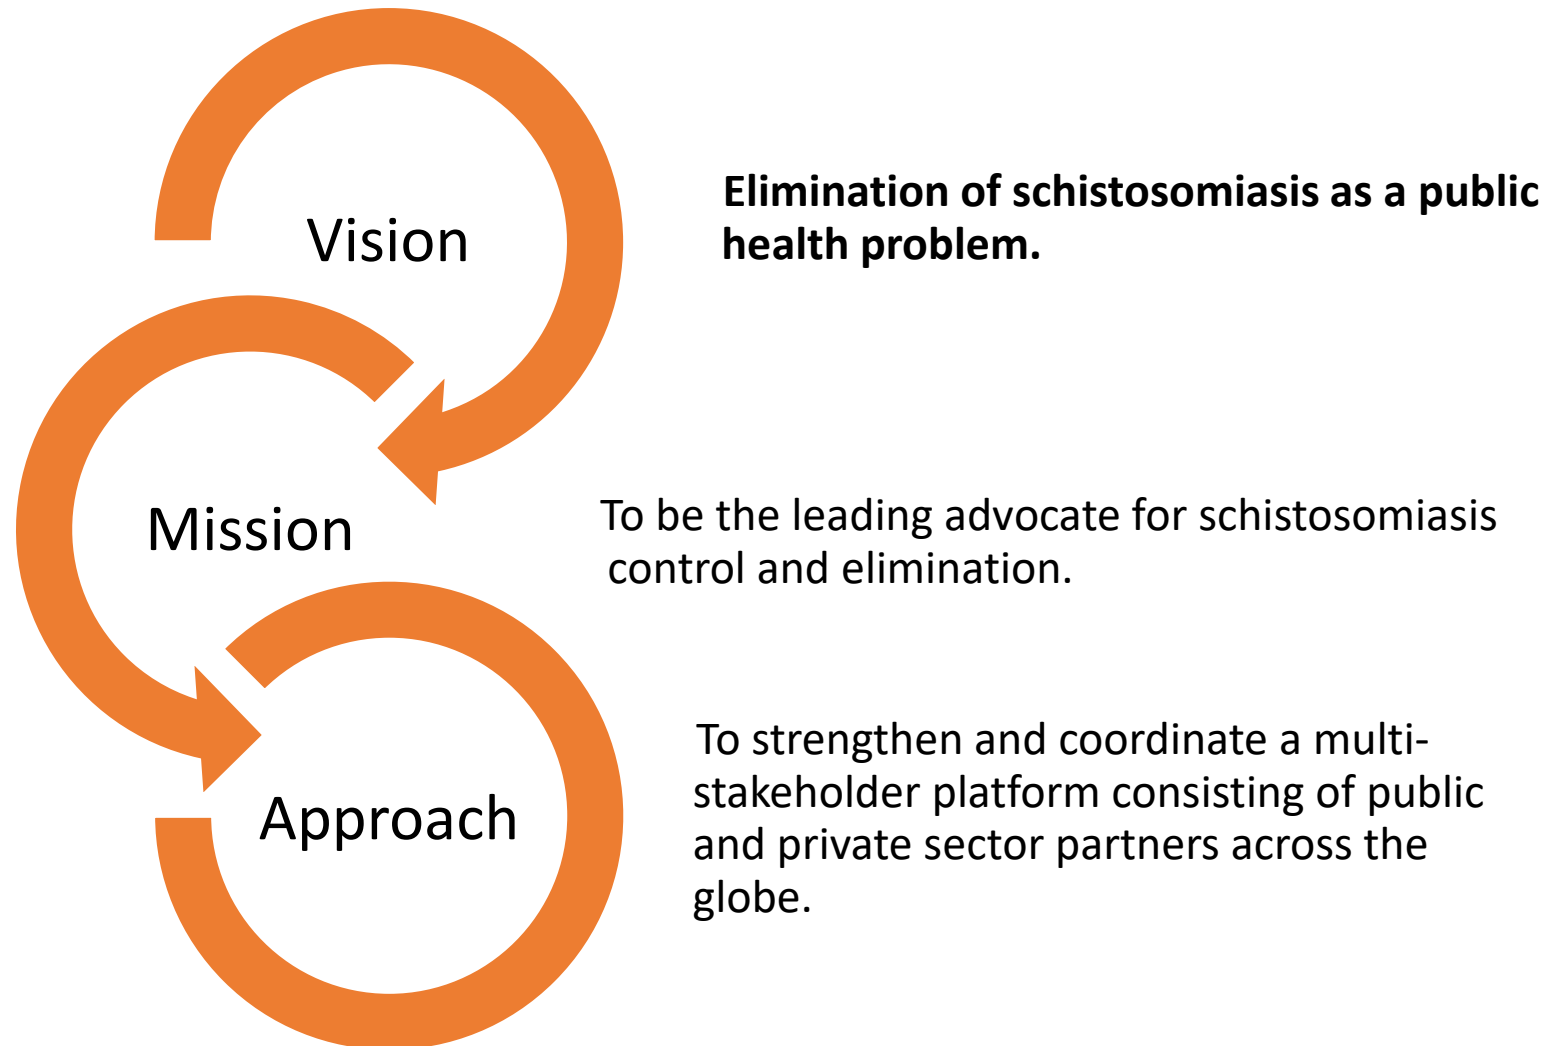 Vision
Elimination of schistosomiasis as a public
health problem.
Mission
To be the leading advocate for schistosomiasis
control and elimination.
Approach
To strengthen and coordinate a multi-
stakeholder platform consisting of public
and private sector partners across the
globe.